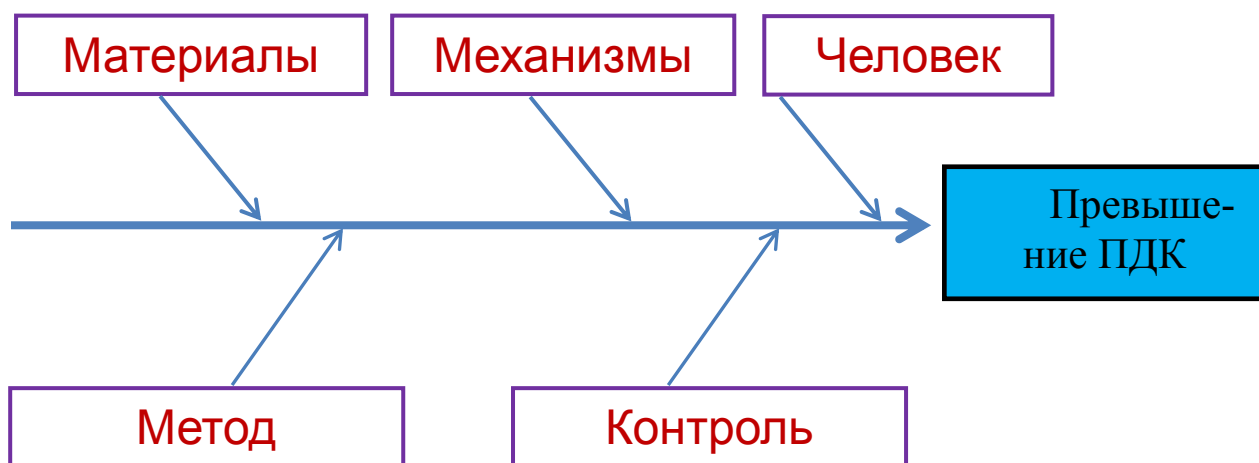 Материалы
Механизмы
Человек
Превыше-
ние ПДК
Метод
Контроль